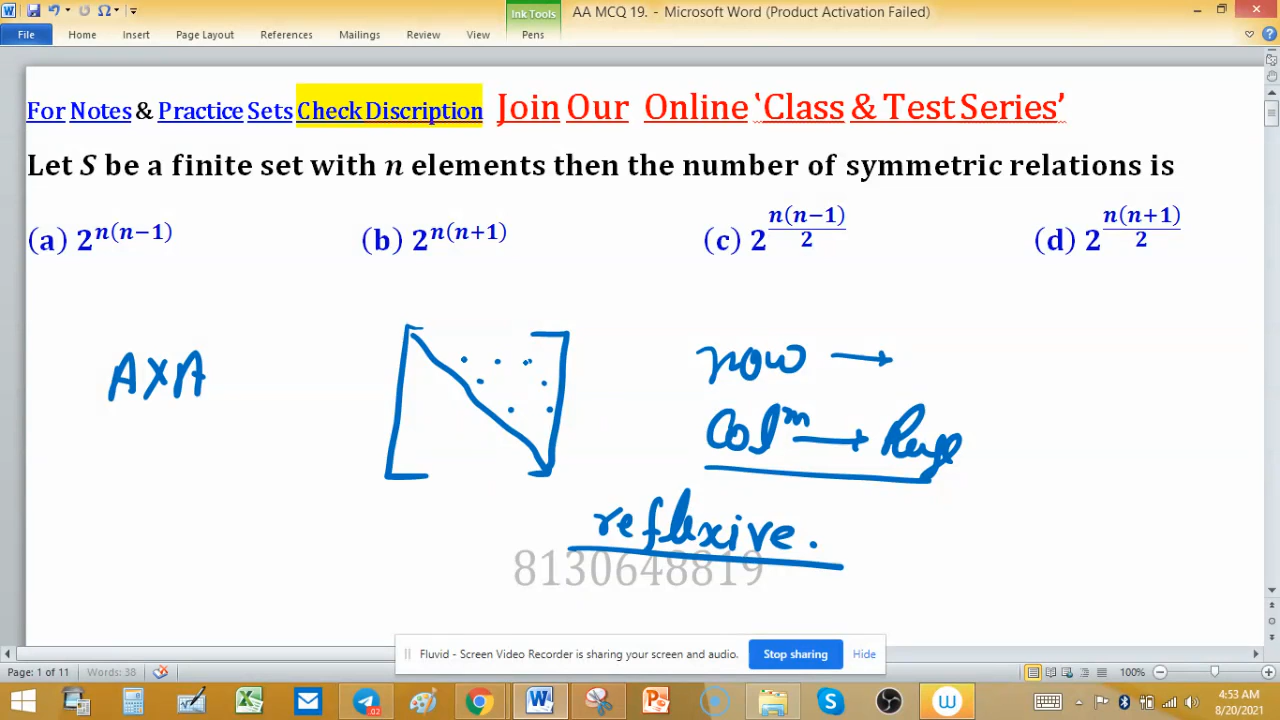 AA MCQ 19. - Microsoft Word (Product Activation Failed)
Ink Tools
File Home Insert Page Layout References Mailings Review View Pens
For Notes & Practice Sets Check Discription Join Our Online ‘Class & Test Series’
Let S be a finite set with n elements then the number of symmetric relations is
(a) 2^{n(n−1)} (b) 2^{n(n+1)} (c) 2^{\frac{n(n−1)}{2}} (d) 2^{\frac{n(n+1)}{2}}
A×A
row →
Col^m →
reflexive.
8130648819
Fluvid - Screen Video Recorder is sharing your screen and audio. Stop sharing Hide
Page: 1 of 11 Words: 38 100%
4:53 AM
8/20/2021